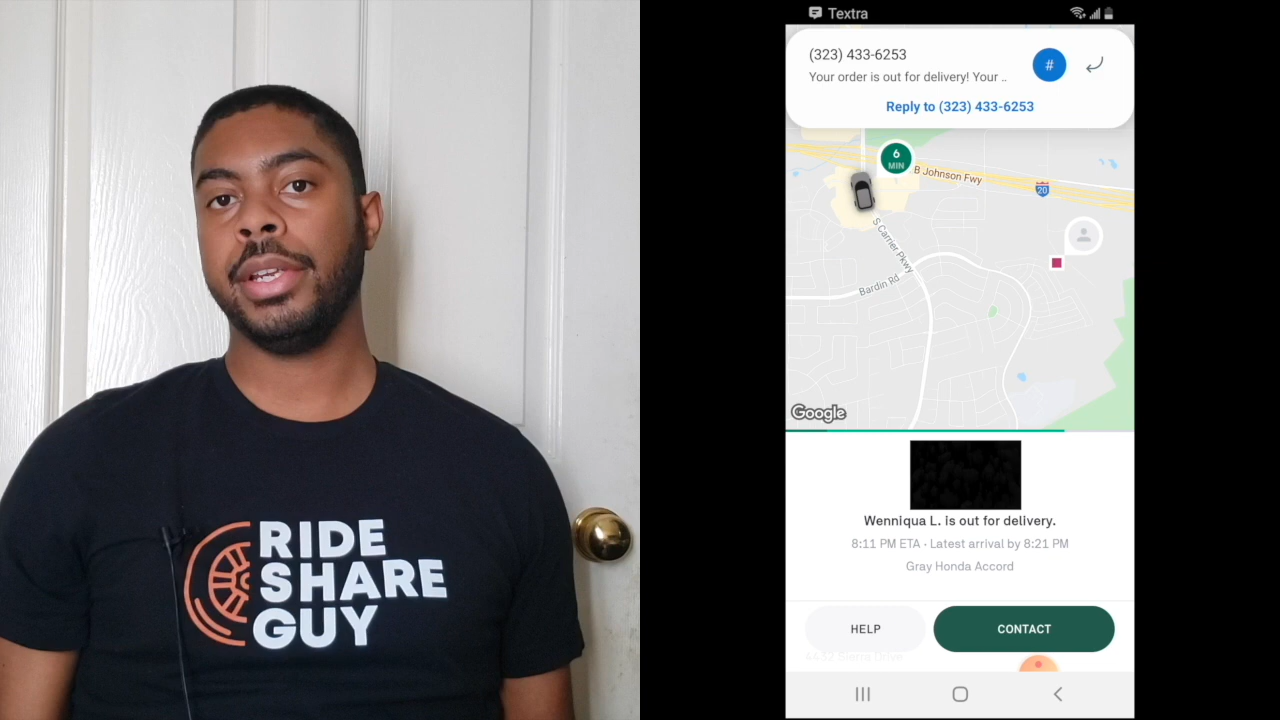 RIDE
SHARE
GUY
Textra
(323) 433-6253
Your order is out for delivery! Your ..
#
Reply to (323) 433-6253
6
MIN
B Johnson Fwy
20
S Carrier Pkwy
Bardin Rd
Google
Wenniqua L. is out for delivery.
8:11 PM ETA · Latest arrival by 8:21 PM
Gray Honda Accord
HELP
CONTACT
Sierra Drive